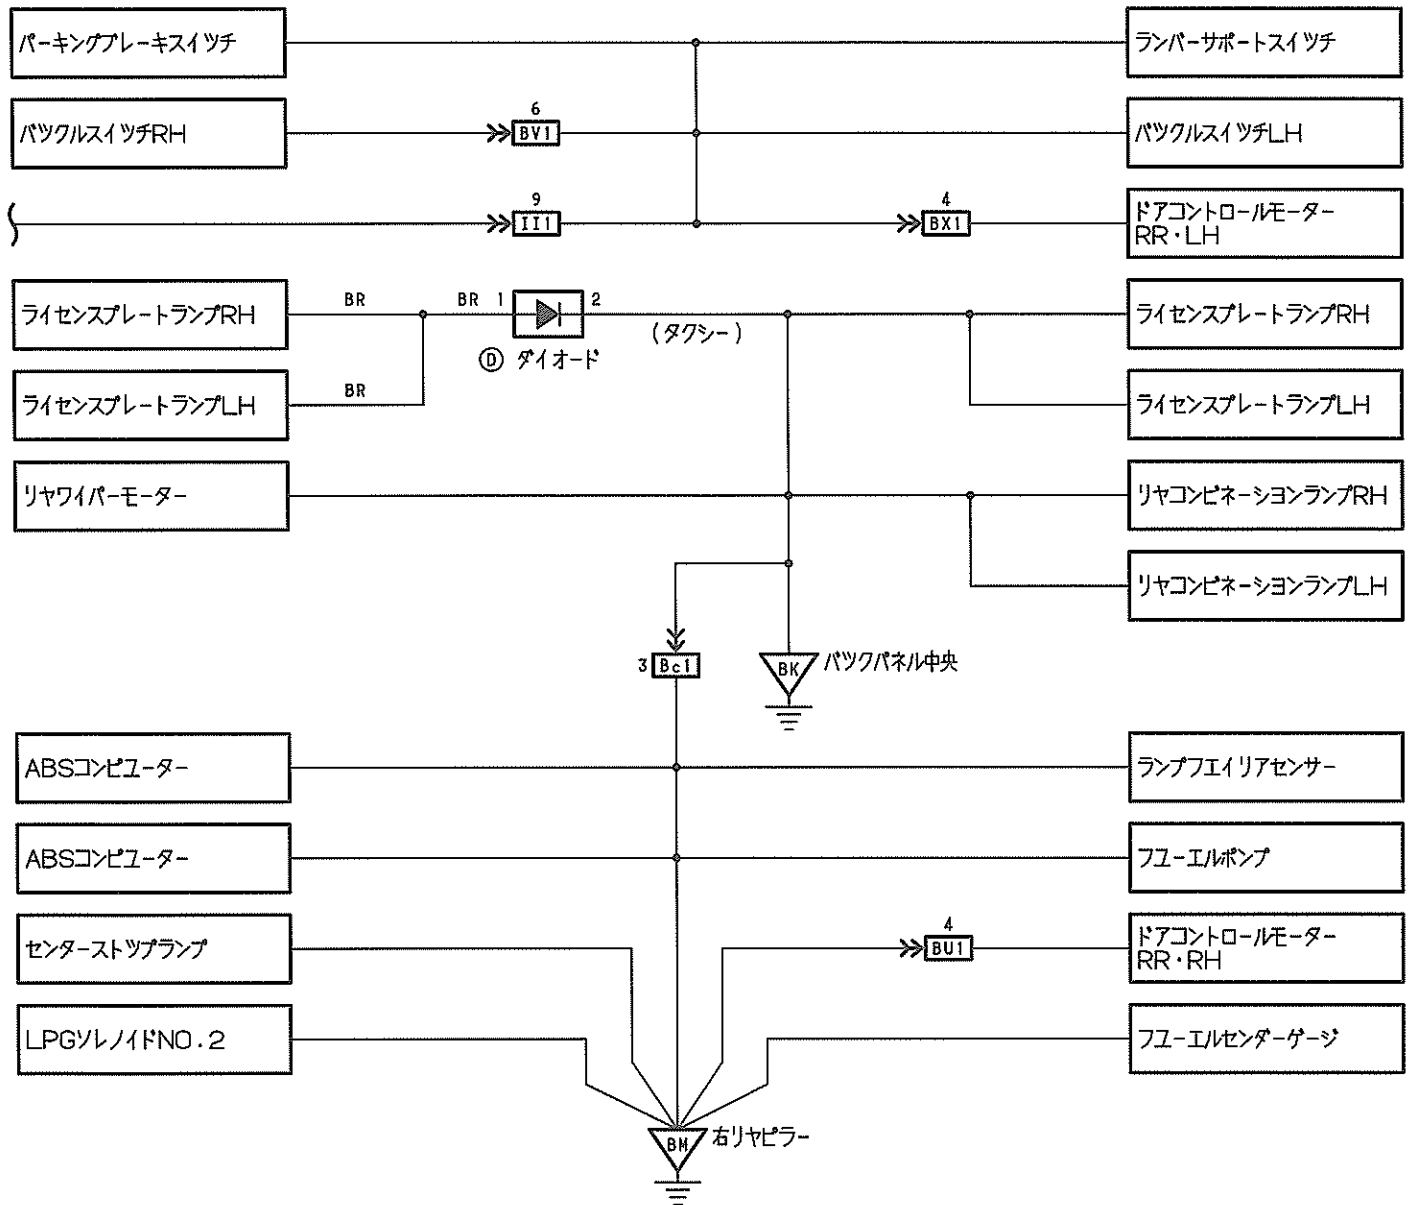 パーキングブレーキスイツチ
ランバーサポートスイツチ
バツクルスイツチRH
6
BV1
バツクルスイツチLH
9
II1
4
BX1
ドアコントロールモーター
RR・LH
ライセンスプレートランプRH
BR
BR 1
2
(タクシー)
ライセンスプレートランプRH
D ダイオード
ライセンスプレートランプLH
BR
ライセンスプレートランプLH
リヤワイパーモーター
リヤコンビネーションランプRH
リヤコンビネーションランプLH
3 Bc1
BK バツクパネル中央
ABSコンピユーター
ランプフエイリアセンサー
ABSコンピユーター
フユーエルポンプ
センターストツプランプ
4
BU1
ドアコントロールモーター
RR・RH
LPGソレノイドNO.2
フユーエルセンダーゲージ
BM 右リヤピラー